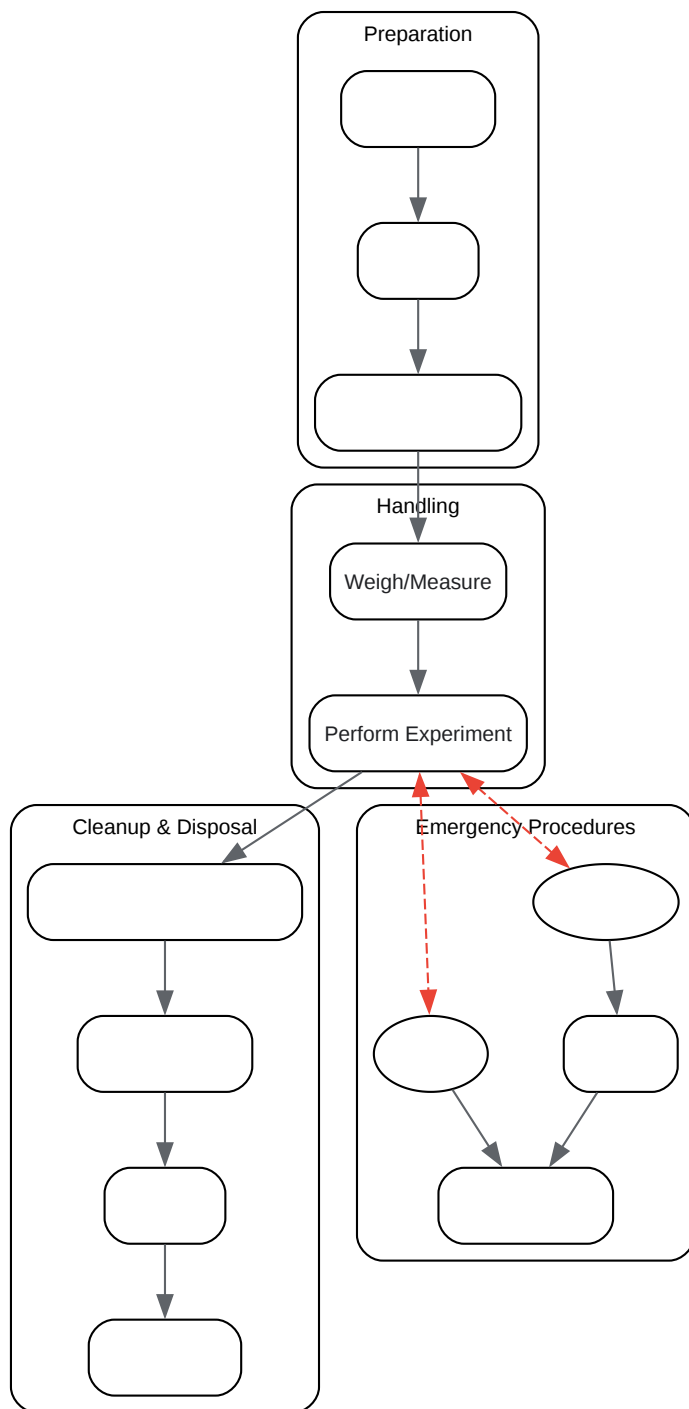 Preparation
Handling
Weigh/Measure
Perform Experiment
Cleanup & Disposal
Emergency Procedures